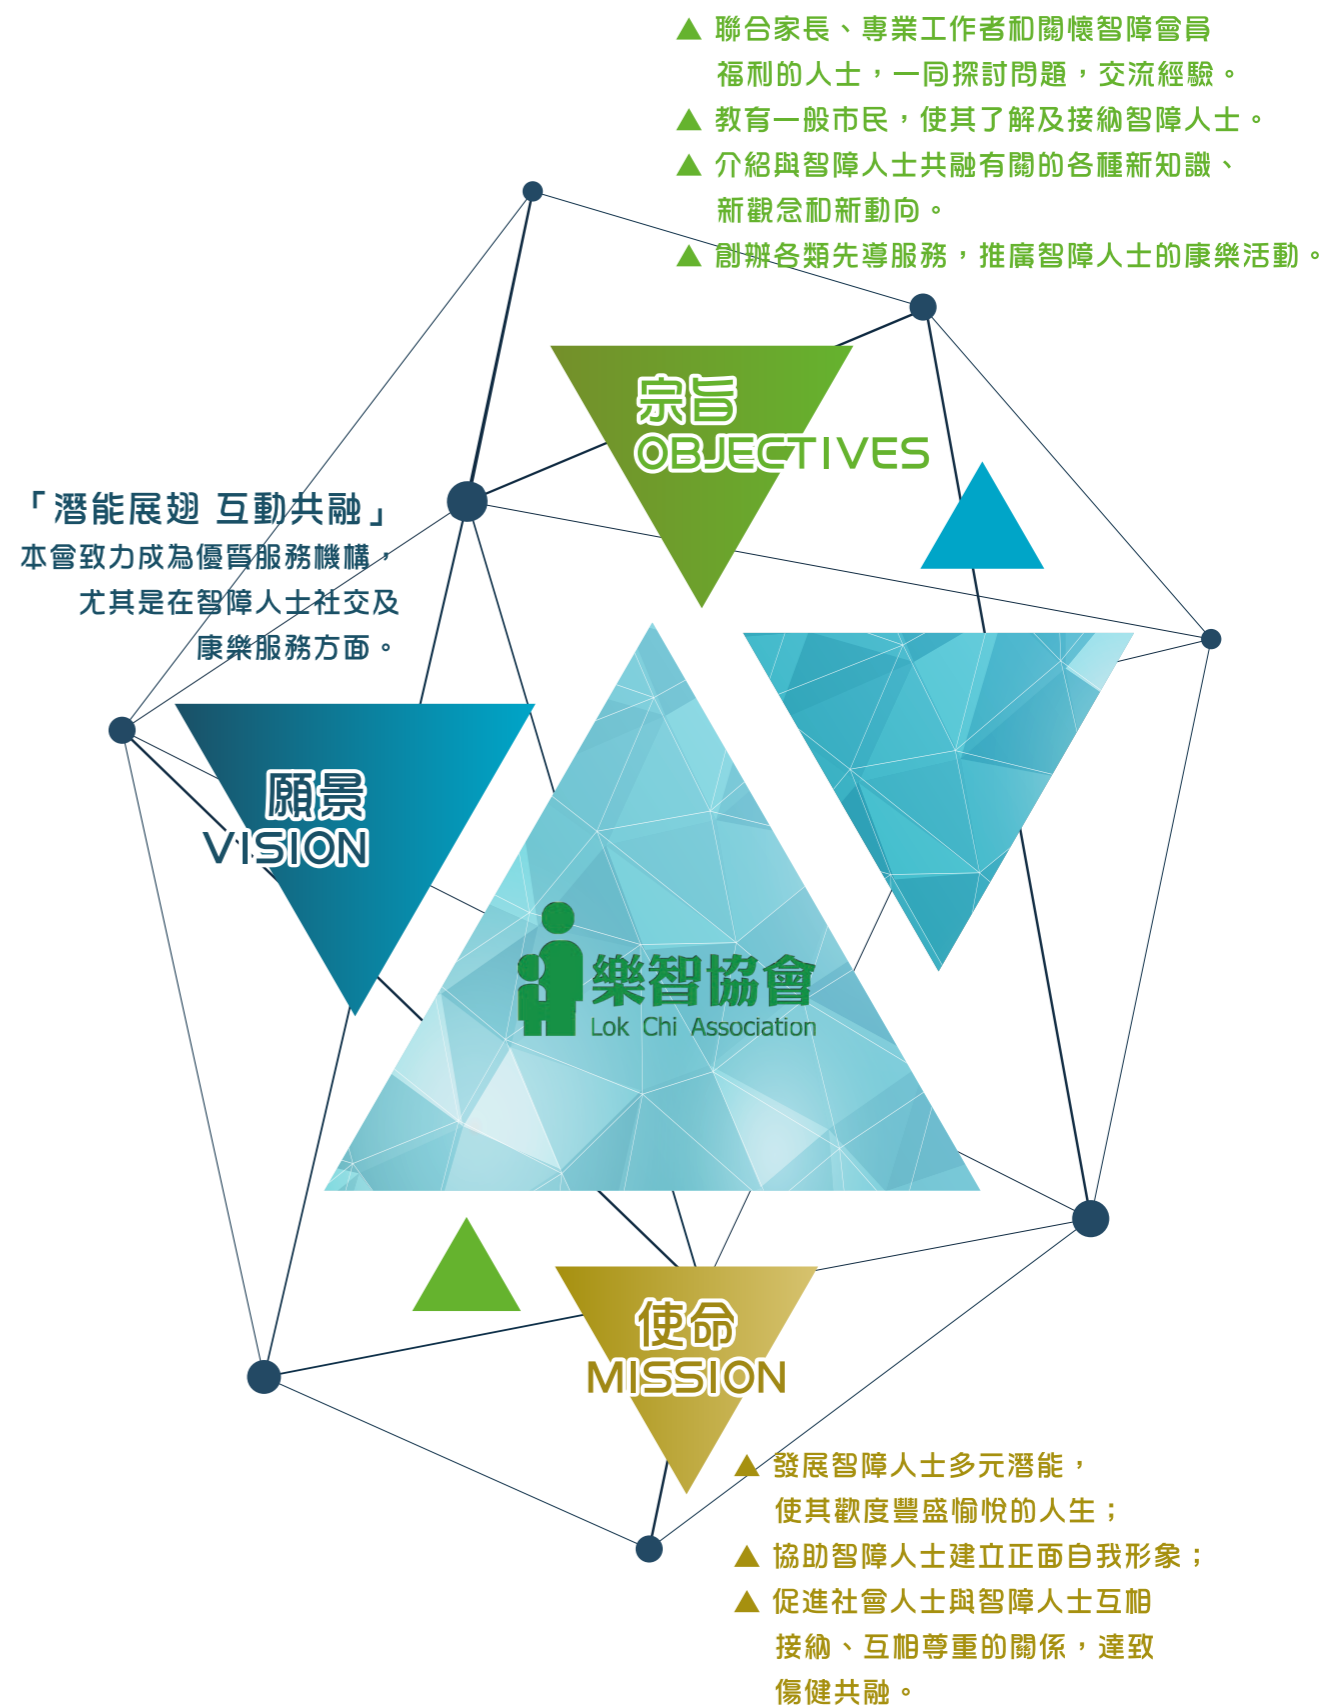 ▲ 聯合家長、專業工作者和關懷智障會員
福利的人士，一同探討問題，交流經驗。
▲ 教育一般市民，使其了解及接納智障人士。
▲ 介紹與智障人士共融有關的各種新知識、
新觀念和新動向。
▲ 創辦各類先導服務，推廣智障人士的康樂活動。
宗旨
OBJECTIVES
「潛能展翅 互動共融」
本會致力成為優質服務機構，
尤其是在智障人士社交及
康樂服務方面。
願景
VISION
樂智協會
Lok Chi Association
使命
MISSION
▲ 發展智障人士多元潛能，
使其歡度豐盛愉悅的人生；
▲ 協助智障人士建立正面自我形象；
▲ 促進社會人士與智障人士互相
接納、互相尊重的關係，達致
傷健共融。